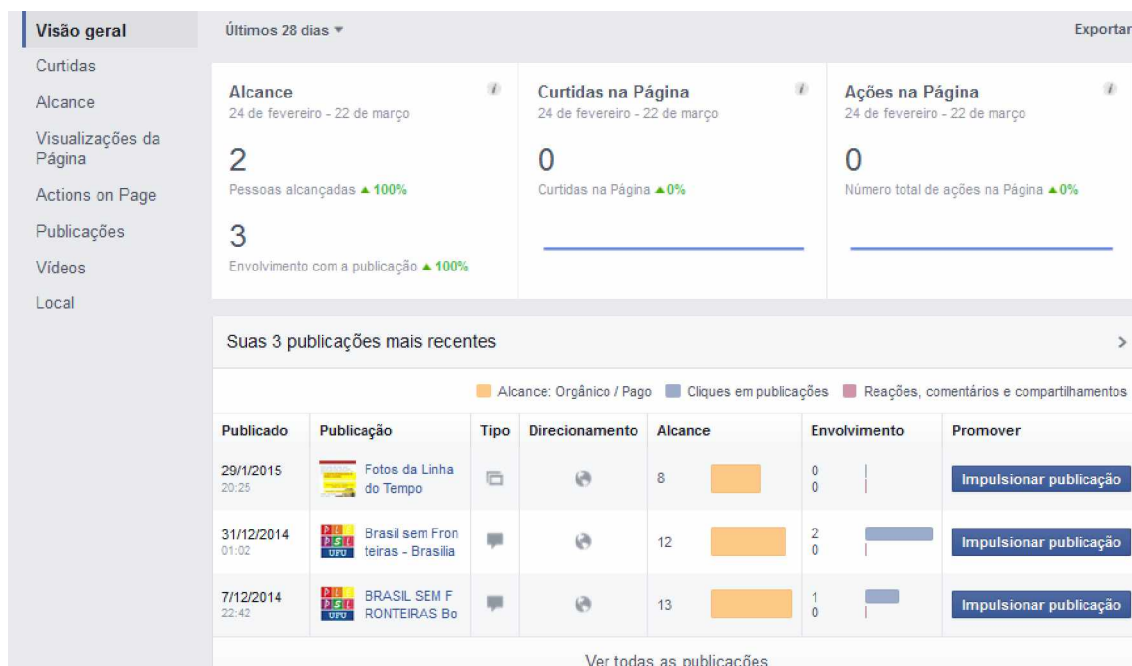 Visão geral
Curtidas
Alcance
Visualizações da
Página
Actions on Page
Publicações
Vídeos
Local
Últimos 28 dias
Exportar
Alcance
24 de fevereiro - 22 de março
2
Pessoas alcançadas 100%
3
Envolvimento com a publicação 100%
Curtidas na Página
24 de fevereiro - 22 de março
0
Curtidas na Página 0%
Ações na Página
24 de fevereiro - 22 de março
0
Número total de ações na Página 0%
Suas 3 publicações mais recentes
Alcance: Orgânico / Pago Cliques em publicações Reações, comentários e compartilhamentos
Publicado Publicação Tipo Direcionamento Alcance Envolvimento Promover
29/1/2015 Fotos da Linha 8 0 Impulsionar publicação
20:25 do Tempo 0
31/12/2014 Brasil sem Fron 12 2 Impulsionar publicação
01:02 teiras - Brasilia 0
7/12/2014 BRASIL SEM F 13 1 Impulsionar publicação
22:42 RONTEIRAS Bo 0
Ver todas as publicações